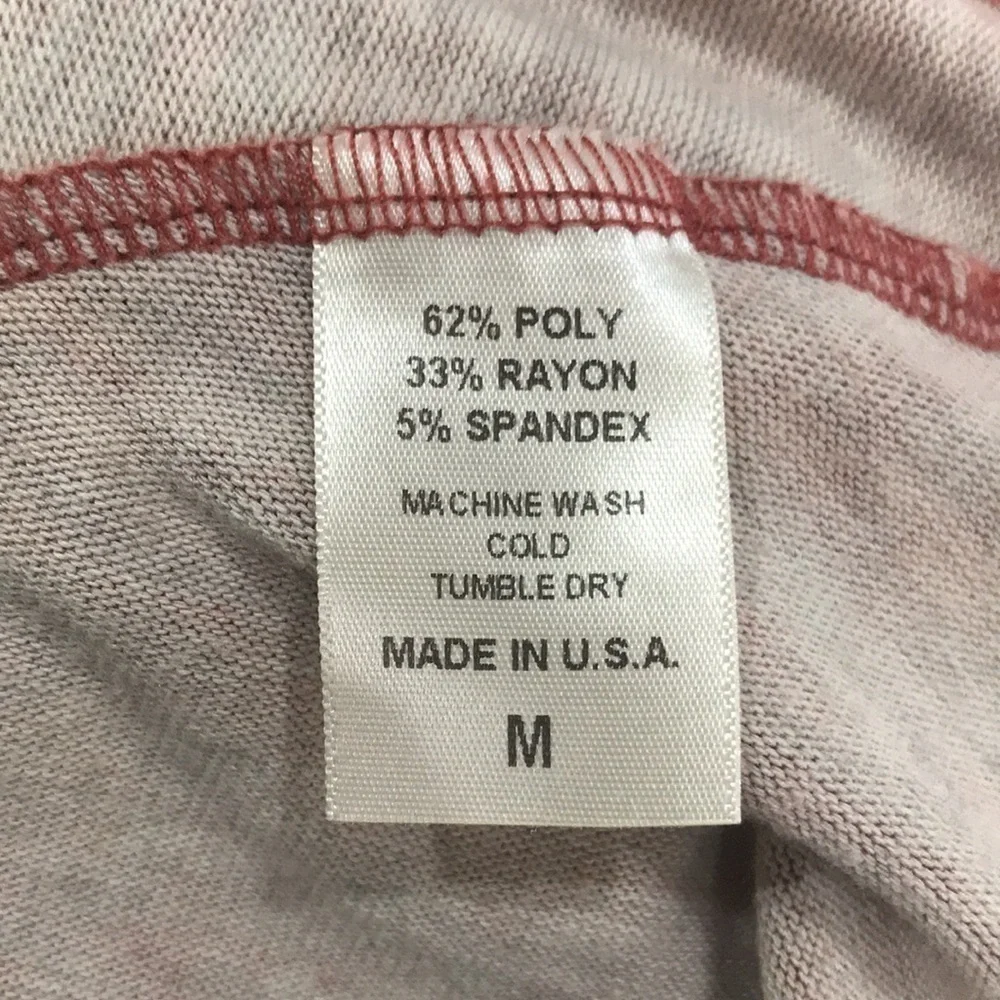 62% POLY
33% RAYON
5% SPANDEX
MACHINE WASH
COLD
TUMBLE DRY
MADE IN U.S.A.
M